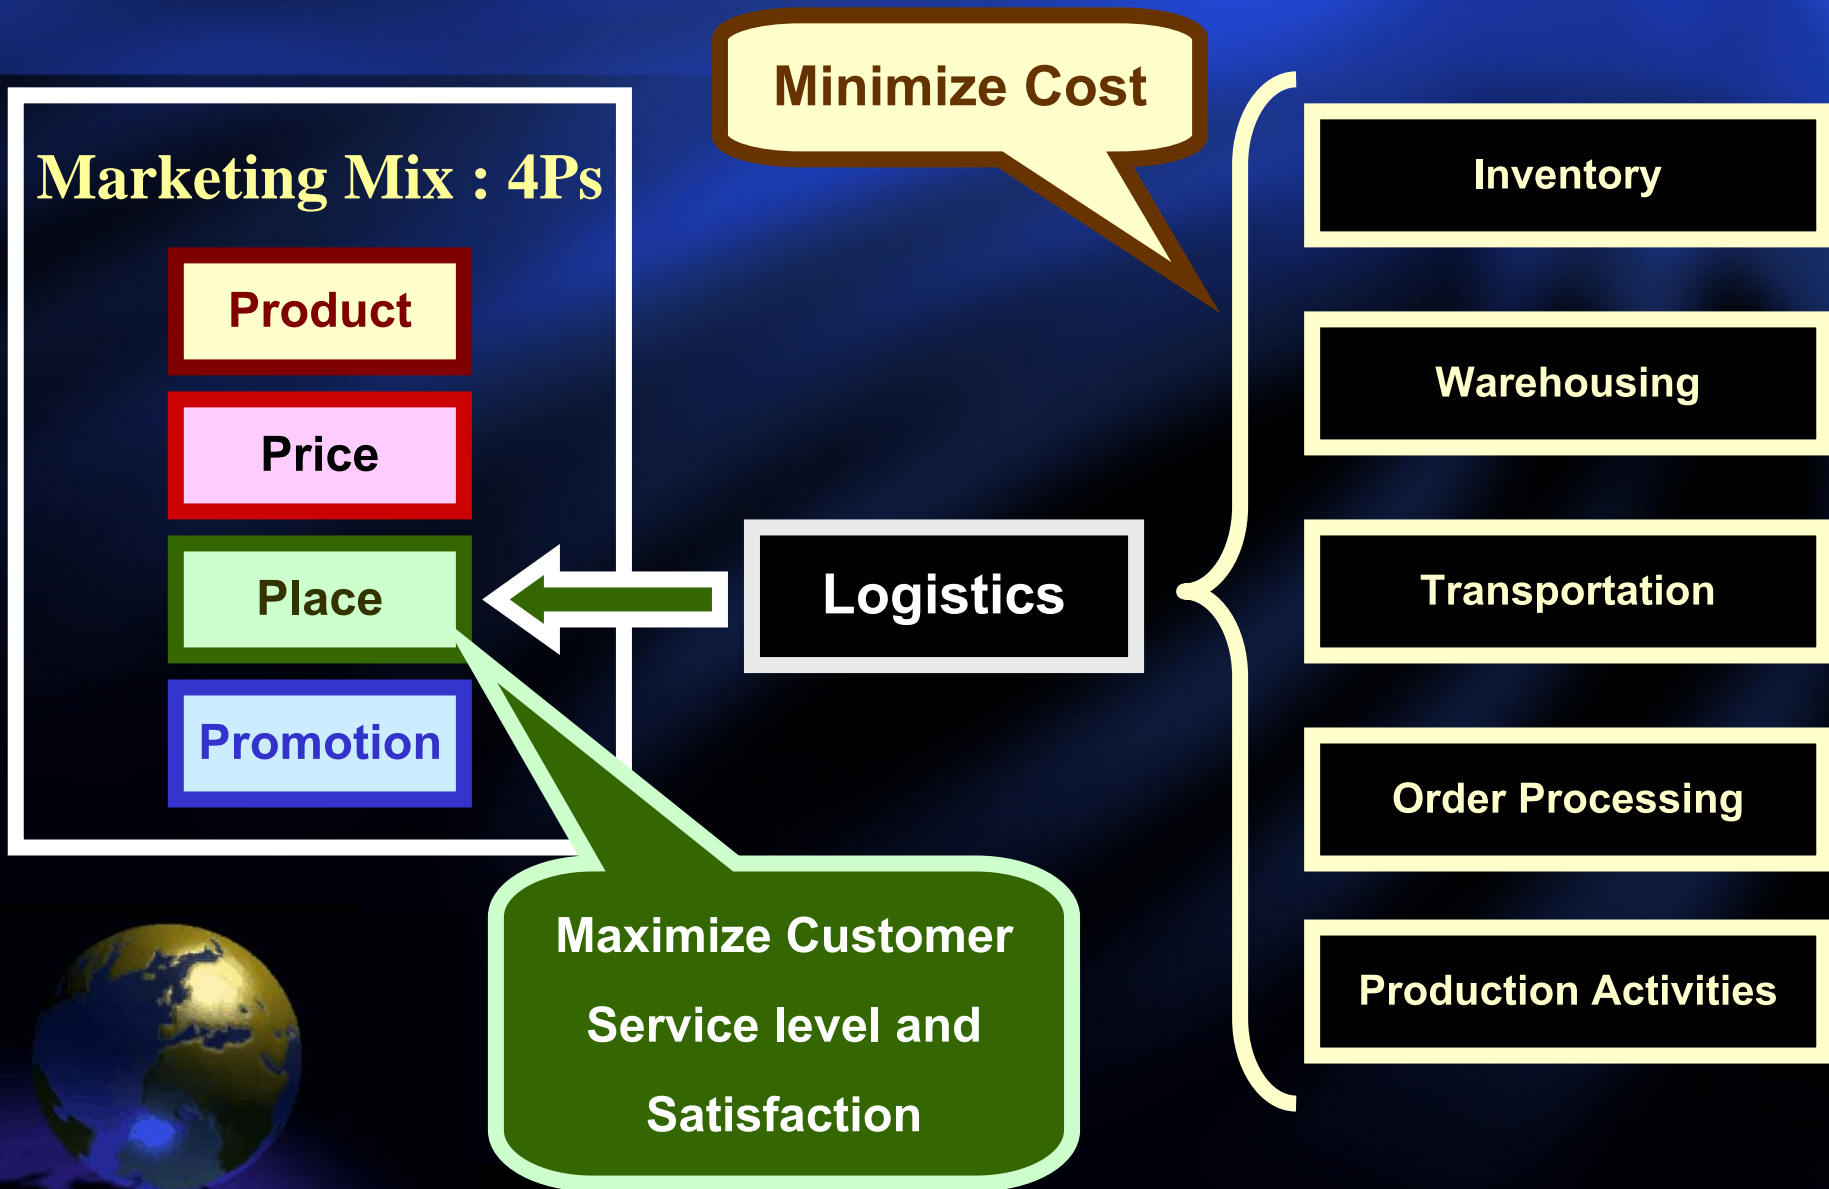 Minimize Cost
Marketing Mix : 4Ps
Product
Price
Place
Promotion
Logistics
Maximize Customer
Service level and
Satisfaction
Inventory
Warehousing
Transportation
Order Processing
Production Activities